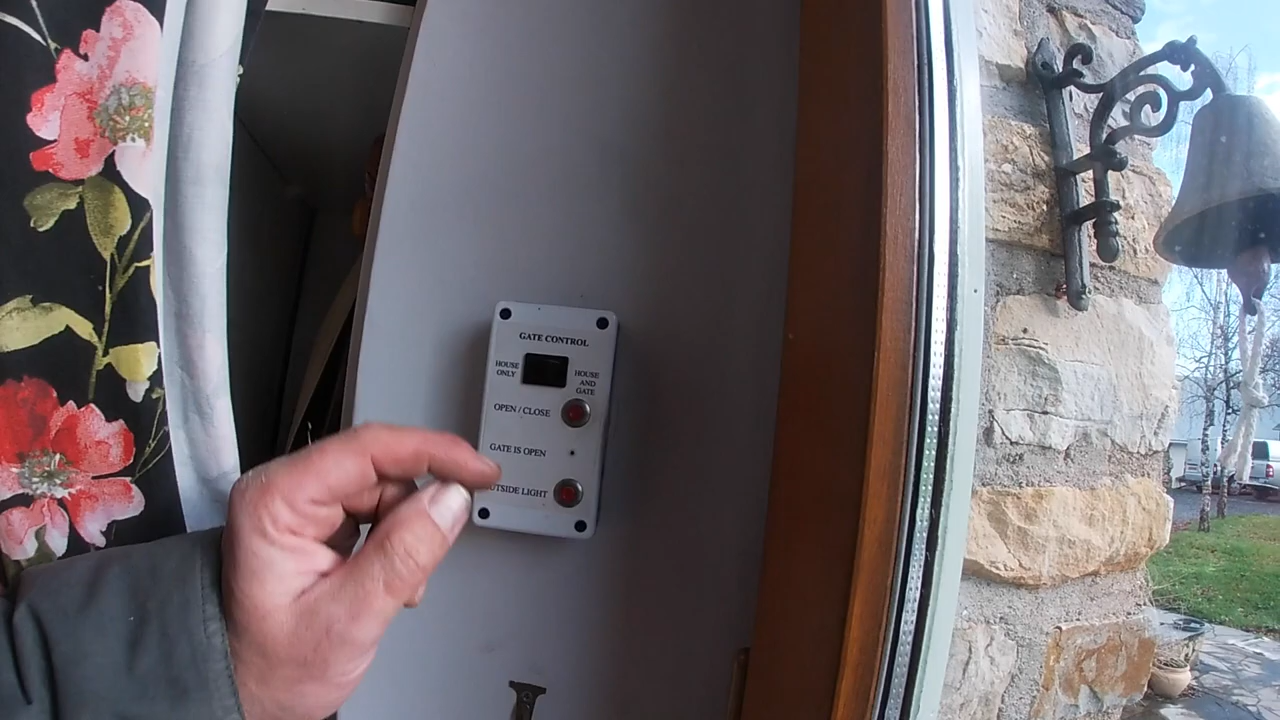 GATE CONTROL
HOUSE
ONLY
HOUSE
AND
GATE
OPEN / CLOSE
GATE IS OPEN
UTSIDE LIGHT